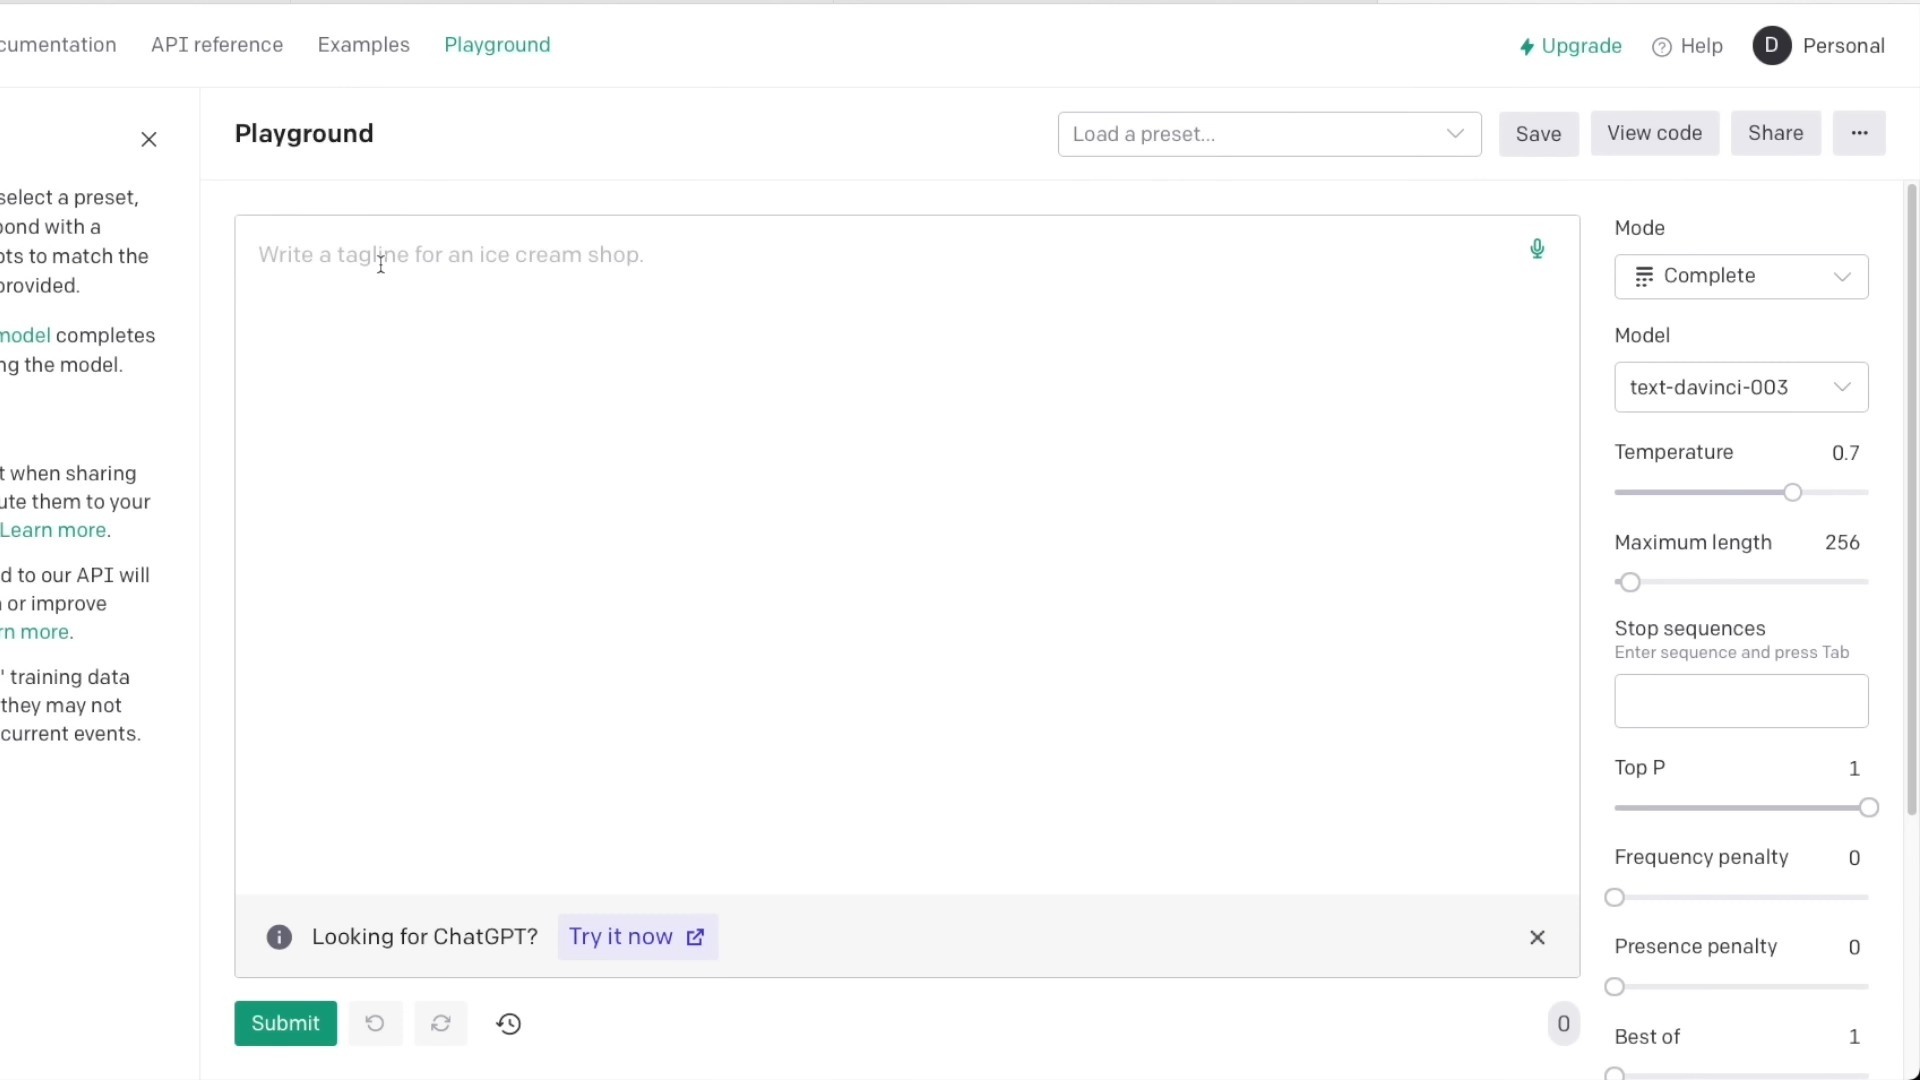 cumentation
API reference
Examples
Playground
Upgrade
Help
D
Personal
select a preset,
pond with a
pts to match the
provided.
model completes
ng the model.
t when sharing
ute them to your
Learn more.
d to our API will
or improve
rn more.
' training data
they may not
current events.
Playground
Load a preset...
Save
View code
Share
...
Write a tagline for an ice cream shop.
Looking for ChatGPT?
Try it now
Submit
0
Mode
Complete
Model
text-davinci-003
Temperature 0.7
Maximum length 256
Stop sequences
Enter sequence and press Tab
Top P 1
Frequency penalty 0
Presence penalty 0
Best of 1